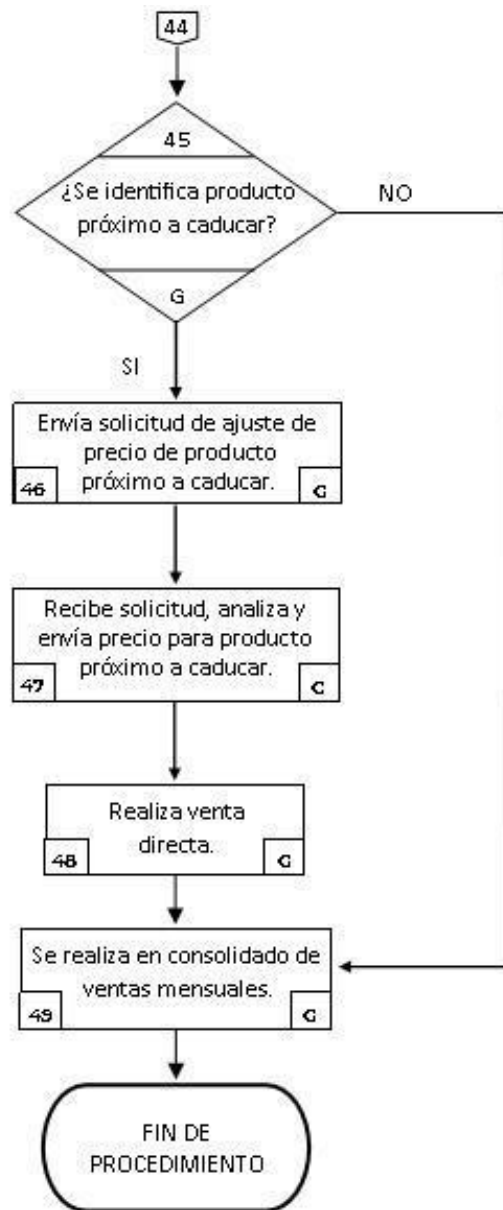 44
45
¿Se identifica producto
próximo a caducar?
G
NO
SI
Envía solicitud de ajuste de
precio de producto
próximo a caducar.
46 G
Recibe solicitud, analiza y
envía precio para producto
próximo a caducar.
47 C
Realiza venta
directa.
48 G
Se realiza en consolidado de
ventas mensuales.
49 G
FIN DE
PROCEDIMIENTO